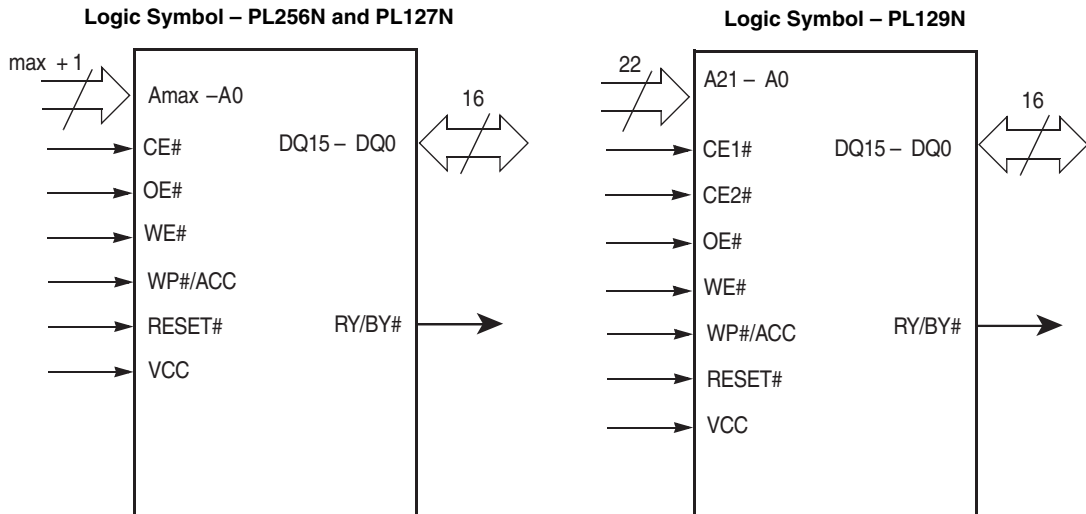 Logic Symbol – PL256N and PL127N
max + 1
Amax –A0
16
CE#
DQ15 – DQ0
OE#
WE#
WP#/ACC
RESET#
RY/BY#
VCC
Logic Symbol – PL129N
22
A21 – A0
16
CE1#
DQ15 – DQ0
CE2#
OE#
WE#
WP#/ACC
RY/BY#
RESET#
VCC